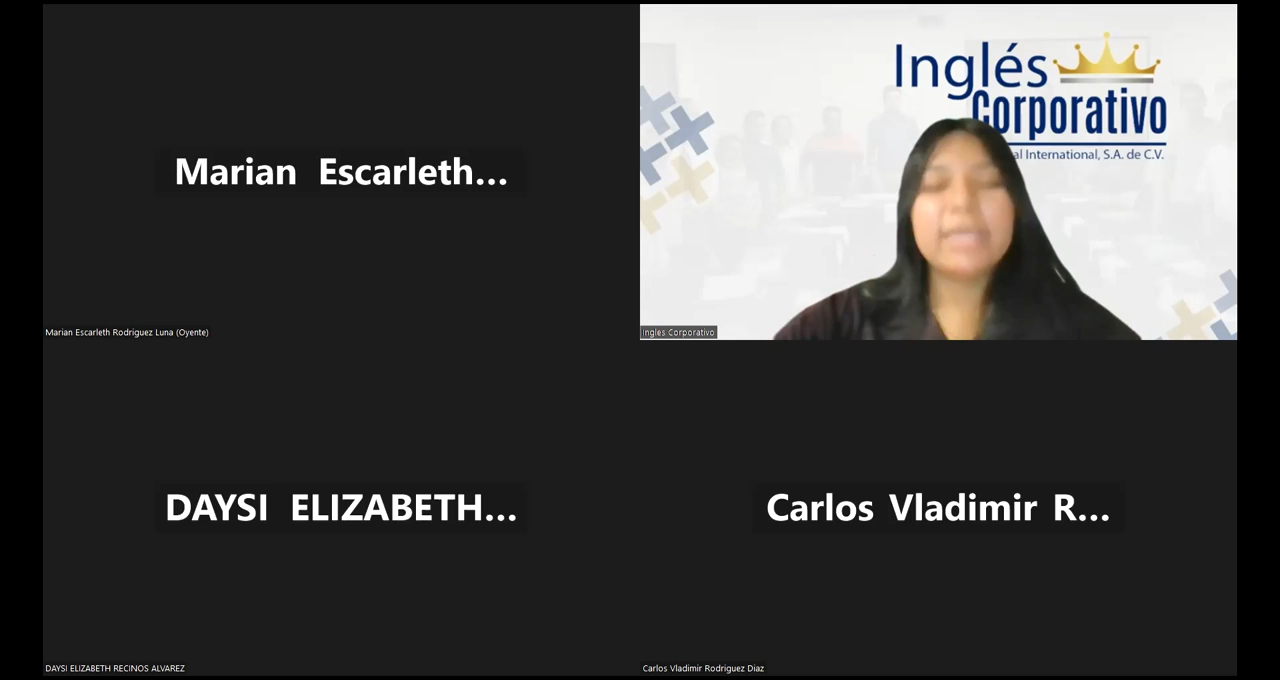 Marian Escarleth...
Marian Escarleth Rodriguez Luna (Oyente)
Inglés
Corporativo
al International, S.A. de C.V.
Inglés Corporativo
DAYSI ELIZABETH...
DAYSI ELIZABETH RECINOS ALVAREZ
Carlos Vladimir R...
Carlos Vladimir Rodriguez Diaz